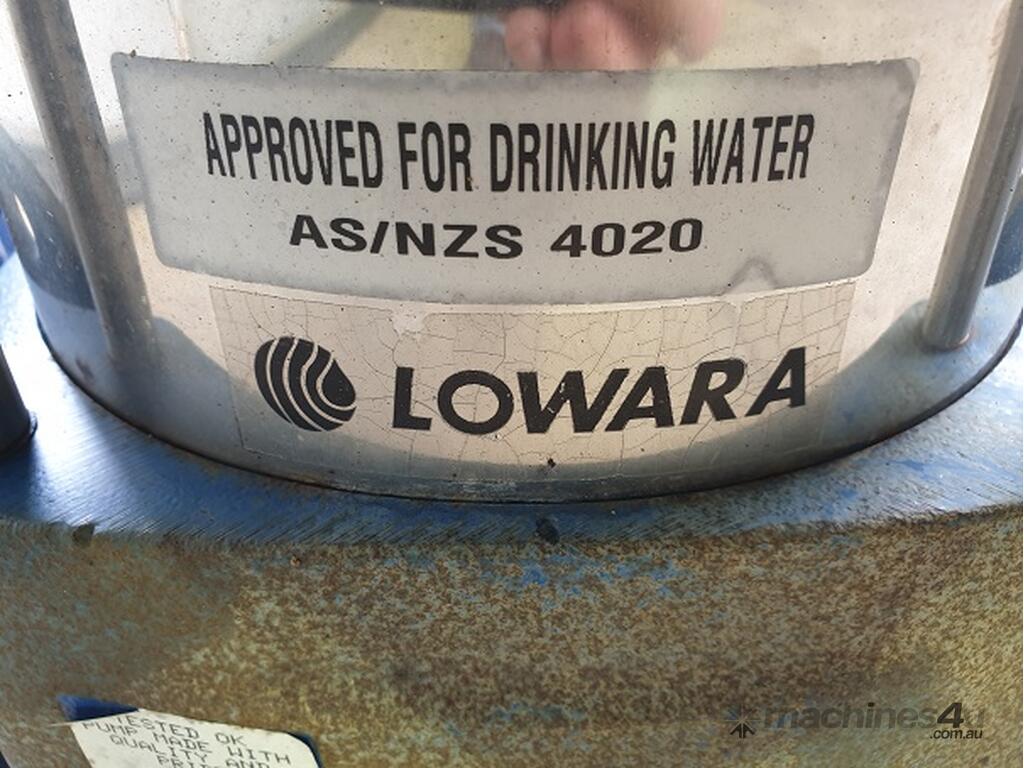 APPROVED FOR DRINKING WATER
AS/NZS 4020
LOWARA
TESTED OK
PUMP MADE WITH
QUALITY AND
machines4u
.com.au